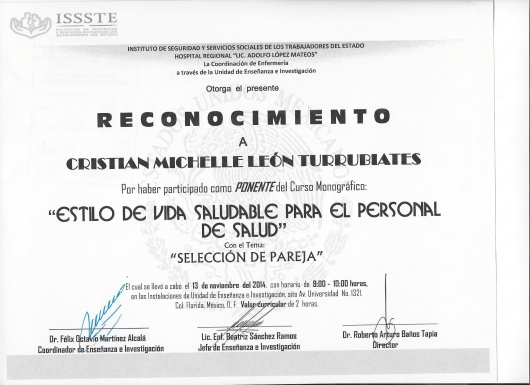 ISSSTE
INSTITUTO DE SEGURIDAD Y SERVICIOS SOCIALES DE LOS TRABAJADORES DEL ESTADO
HOSPITAL REGIONAL "LIC. ADOLFO LÓPEZ MATEOS"
La Coordinación de Enfermería
a través de la Unidad de Enseñanza e Investigación
Otorga el presente
RECONOCIMIENTO
A
CRISTIAN MICHELLE LEÓN TURRUBIATES
Por haber participado como PONENTE del Curso Monográfico:
"ESTILO DE VIDA SALUDABLE PARA EL PERSONAL
DE SALUD"
Con el Tema:
"SELECCIÓN DE PAREJA"
El cual se llevó a cabo el 13 de noviembre del 2014, con horario de 9:00 - 10:00 horas,
en las Instalaciones de Unidad de Enseñanza e Investigación, sito Av. Universidad No. 1321
Col. Florida, México, D. F. Valor curricular de 2 horas.
Dr. Félix Octavio Martínez Alcalá
Coordinador de Enseñanza e Investigación
Lic. Enf. Beatriz Sánchez Ramos
Jefe de Enseñanza e Investigación
Dr. Roberto Arturo Baños Tapia
Director